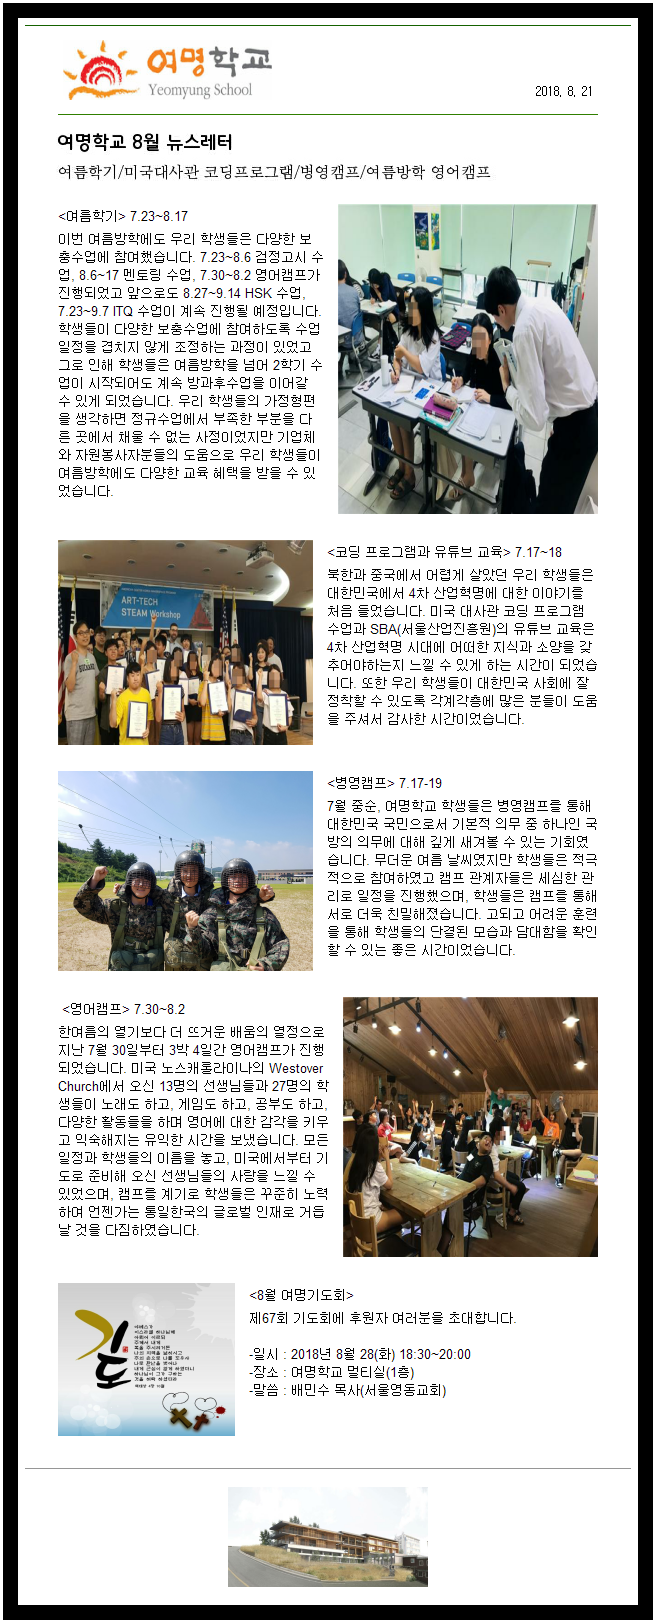 여명학교
Yeomyung School
2018. 8. 21
여명학교 8월 뉴스레터
여름학기/미국대사관 코딩프로그램/병영캠프/여름방학 영어캠프
<여름학기> 7.23~8.17
이번 여름방학에도 우리 학생들은 다양한 보
충수업에 참여했습니다. 7.23~8.6 검정고시 수
업, 8.6~17 멘토링 수업, 7.30~8.2 영어캠프가
진행되었고 앞으로도 8.27~9.14 HSK 수업,
7.23~9.7 ITQ 수업이 계속 진행될 예정입니다.
학생들이 다양한 보충수업에 참여하도록 수업
일정을 겹치지 않게 조정하는 과정이 있었고
그로 인해 학생들은 여름방학을 넘어 2학기 수
업이 시작되어도 계속 방과후수업을 이어갈
수 있게 되었습니다. 우리 학생들의 가정형편
을 생각하면 정규수업에서 부족한 부분을 다
른 곳에서 채울 수 없는 사정이었지만 기업체
와 자원봉사자분들의 도움으로 우리 학생들이
여름방학에도 다양한 교육 혜택을 받을 수 있
었습니다.
<코딩 프로그램과 유튜브 교육> 7.17~18
북한과 중국에서 어렵게 살았던 우리 학생들은
대한민국에서 4차 산업혁명에 대한 이야기를
처음 들었습니다. 미국 대사관 코딩 프로그램
수업과 SBA(서울산업진흥원)의 유튜브 교육은
4차 산업혁명 시대에 어떠한 지식과 소양을 갖
추어야하는지 느낄 수 있게 하는 시간이 되었습
니다. 또한 우리 학생들이 대한민국 사회에 잘
정착할 수 있도록 각계각층에 많은 분들이 도움
을 주셔서 감사한 시간이었습니다.
ART-TECH
STEAM Workshop
<병영캠프> 7.17-19
7월 중순, 여명학교 학생들은 병영캠프를 통해
대한민국 국민으로서 기본적 의무 중 하나인 국
방의 의무에 대해 깊게 새겨볼 수 있는 기회였
습니다. 무더운 여름 날씨였지만 학생들은 적극
적으로 참여하였고 캠프 관계자들은 세심한 관
리로 일정을 진행했으며, 학생들은 캠프를 통해
서로 더욱 친밀해졌습니다. 고되고 어려운 훈련
을 통해 학생들의 단결된 모습과 담대함을 확인
할 수 있는 좋은 시간이었습니다.
<영어캠프> 7.30~8.2
한여름의 열기보다 더 뜨거운 배움의 열정으로
지난 7월 30일부터 3박 4일간 영어캠프가 진행
되었습니다. 미국 노스캐롤라이나의 Westover
Church에서 오신 13명의 선생님들과 27명의 학
생들이 노래도 하고, 게임도 하고, 공부도 하고,
다양한 활동들을 하며 영어에 대한 감각을 키우
고 익숙해지는 유익한 시간을 보냈습니다. 모든
일정과 학생들의 이름을 놓고, 미국에서부터 기
도로 준비해 오신 선생님들의 사랑을 느낄 수
있었으며, 캠프를 계기로 학생들은 꾸준히 노력
하며 언젠가는 통일한국의 글로벌 인재로 거듭
날 것을 다짐하였습니다.
기도
<8월 여명기도회>
제67회 기도회에 후원자 여러분을 초대합니다.
-일시 : 2018년 8월 28(화) 18:30~20:00
-장소 : 여명학교 멀티실(1층)
-말씀 : 배민수 목사(서울영동교회)